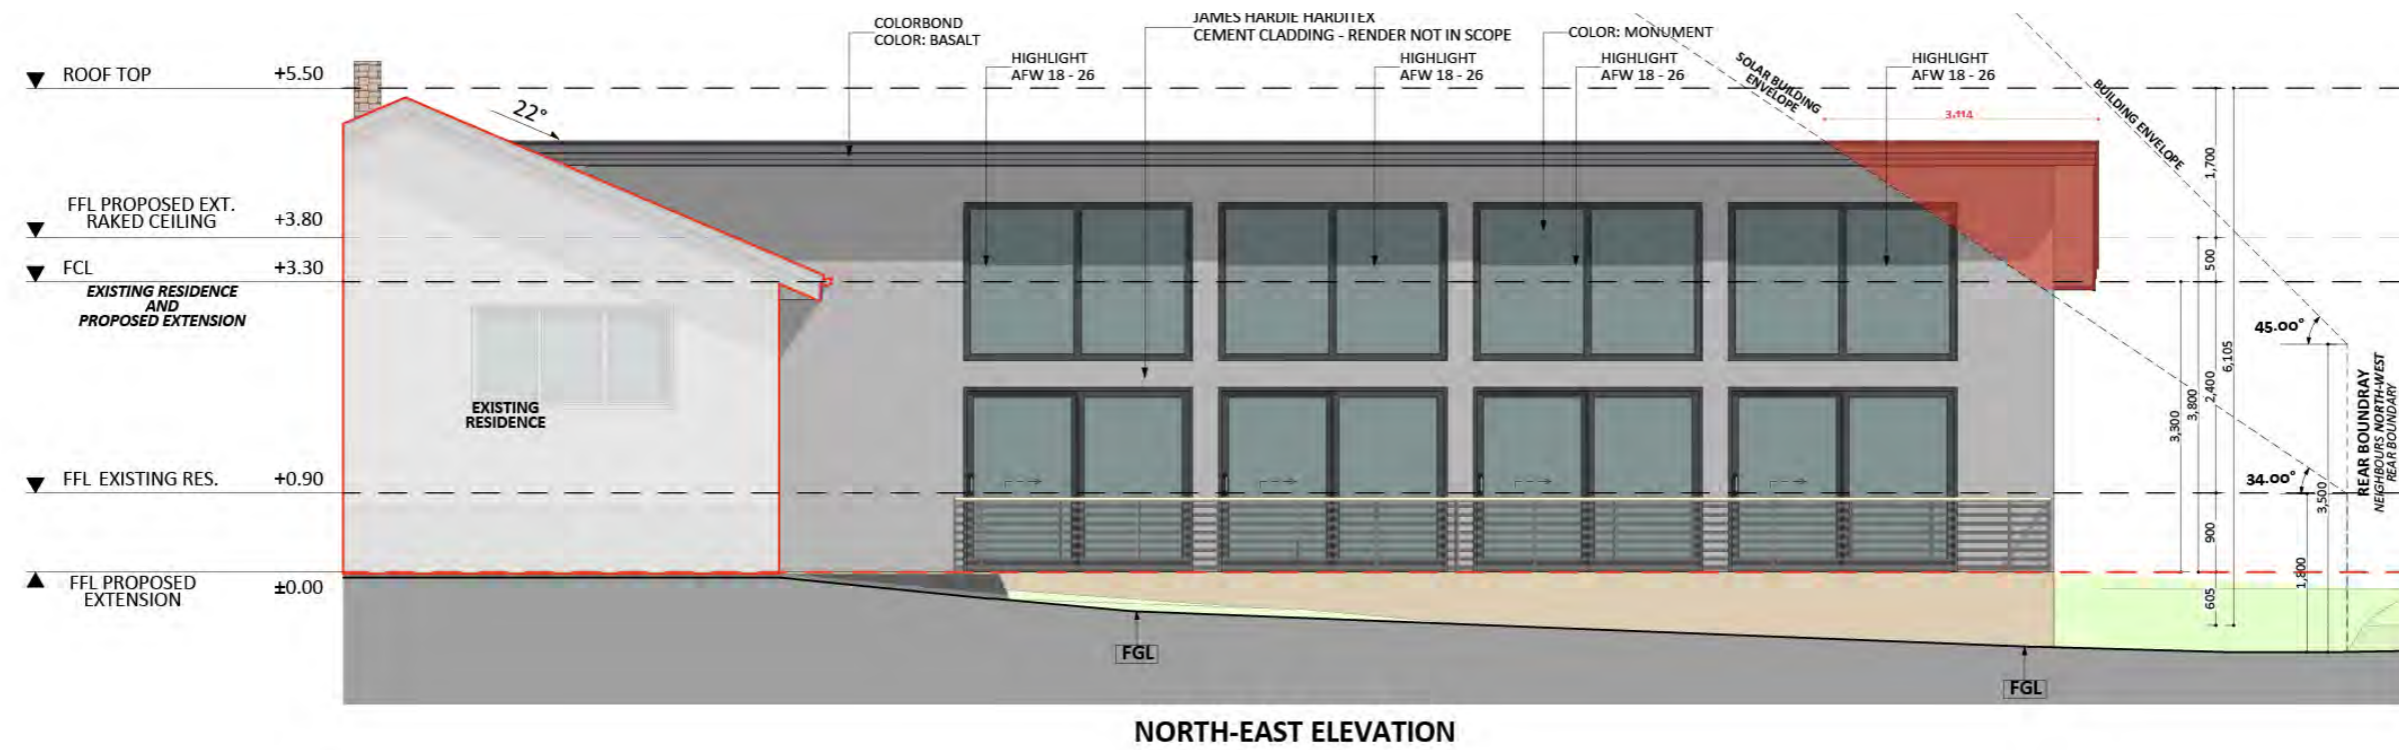 COLORBOND
COLOR: BASALT
JAMES HARDIE HARDITEX
CEMENT CLADDING - RENDER NOT IN SCOPE
COLOR: MONUMENT
HIGHLIGHT
AFW 18 - 26
HIGHLIGHT
AFW 18 - 26
HIGHLIGHT
AFW 18 - 26
HIGHLIGHT
AFW 18 - 26
SOLAR BUILDING
ENVELOPE
BUILDING ENVELOPE
ROOF TOP +5.50
22°
3.114
1,700
FFL PROPOSED EXT.
RAKED CEILING +3.80
FCL +3.30
EXISTING RESIDENCE
AND
PROPOSED EXTENSION
500
45.00°
6,105
2,400
3,800
3,300
EXISTING
RESIDENCE
REAR BOUNDRAY
NEIGHBOURS NORTH-WEST
REAR BOUNDARY
FFL EXISTING RES. +0.90
34.00°
3,500
900
1,800
FFL PROPOSED
EXTENSION ±0.00
605
FGL
FGL
NORTH-EAST ELEVATION